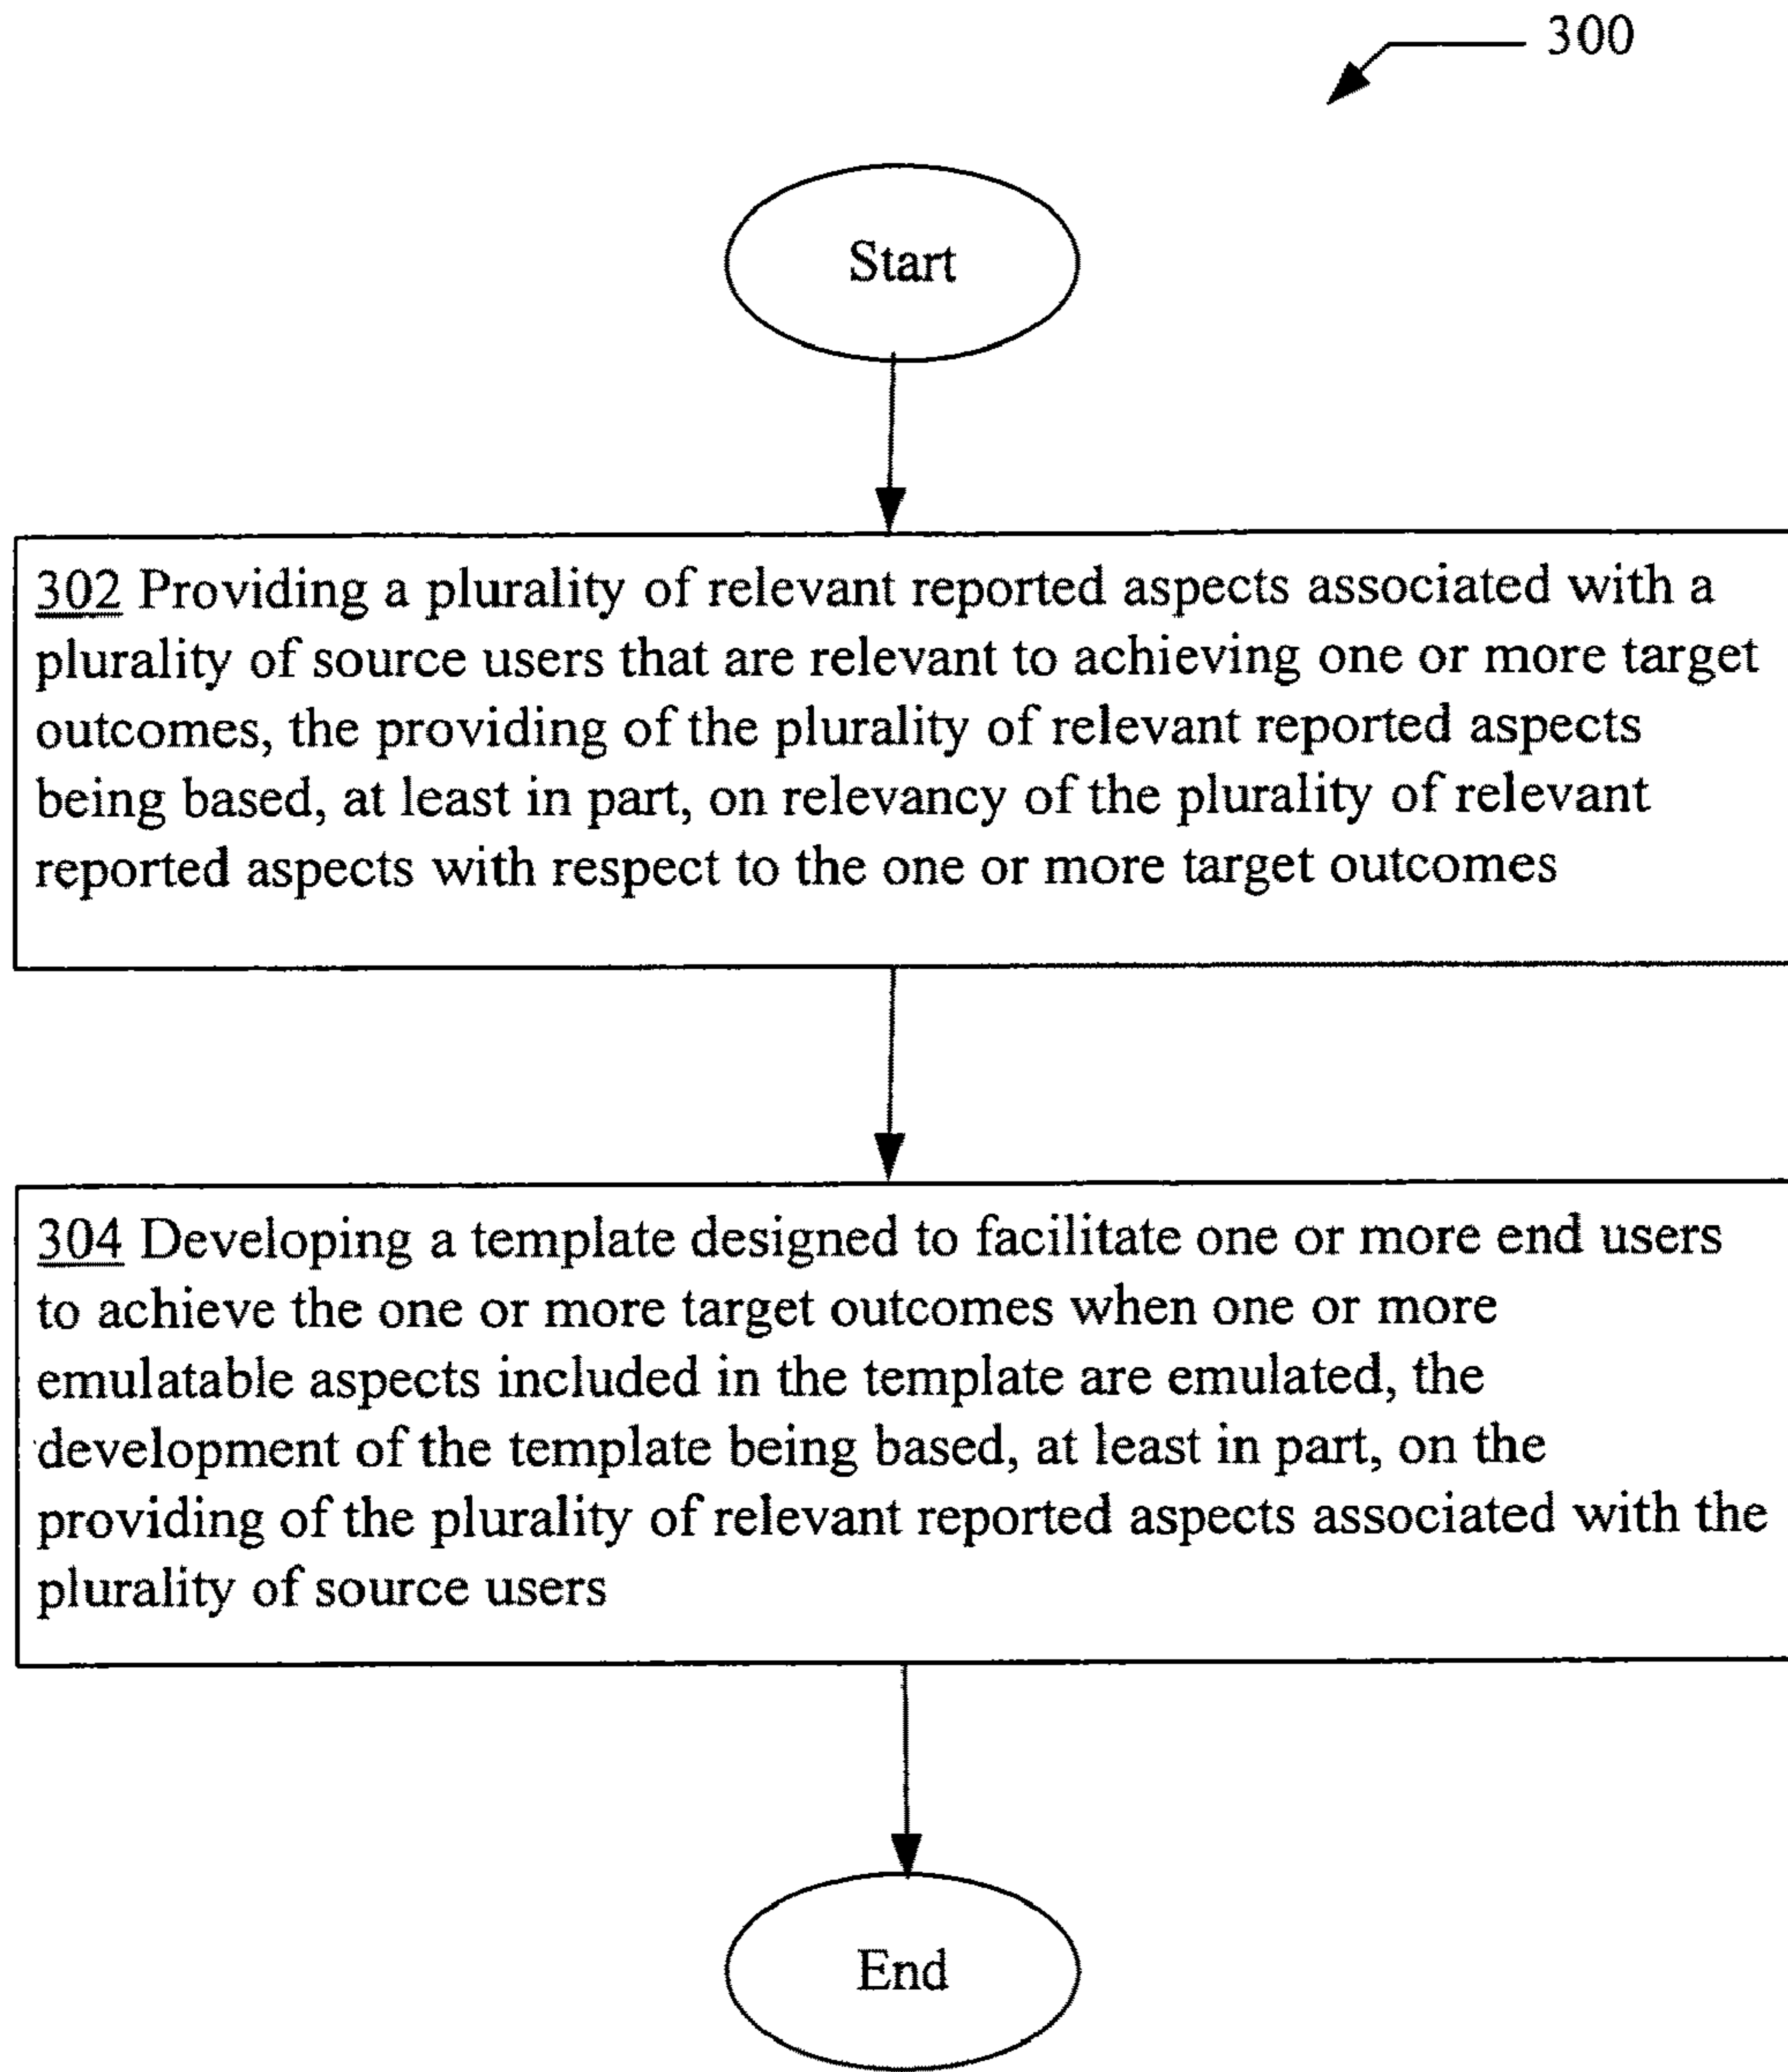 300
Start
302 Providing a plurality of relevant reported aspects associated with a
plurality of source users that are relevant to achieving one or more target
outcomes, the providing of the plurality of relevant reported aspects
being based, at least in part, on relevancy of the plurality of relevant
reported aspects with respect to the one or more target outcomes
304 Developing a template designed to facilitate one or more end users
to achieve the one or more target outcomes when one or more
emulatable aspects included in the template are emulated, the
development of the template being based, at least in part, on the
providing of the plurality of relevant reported aspects associated with the
plurality of source users
End